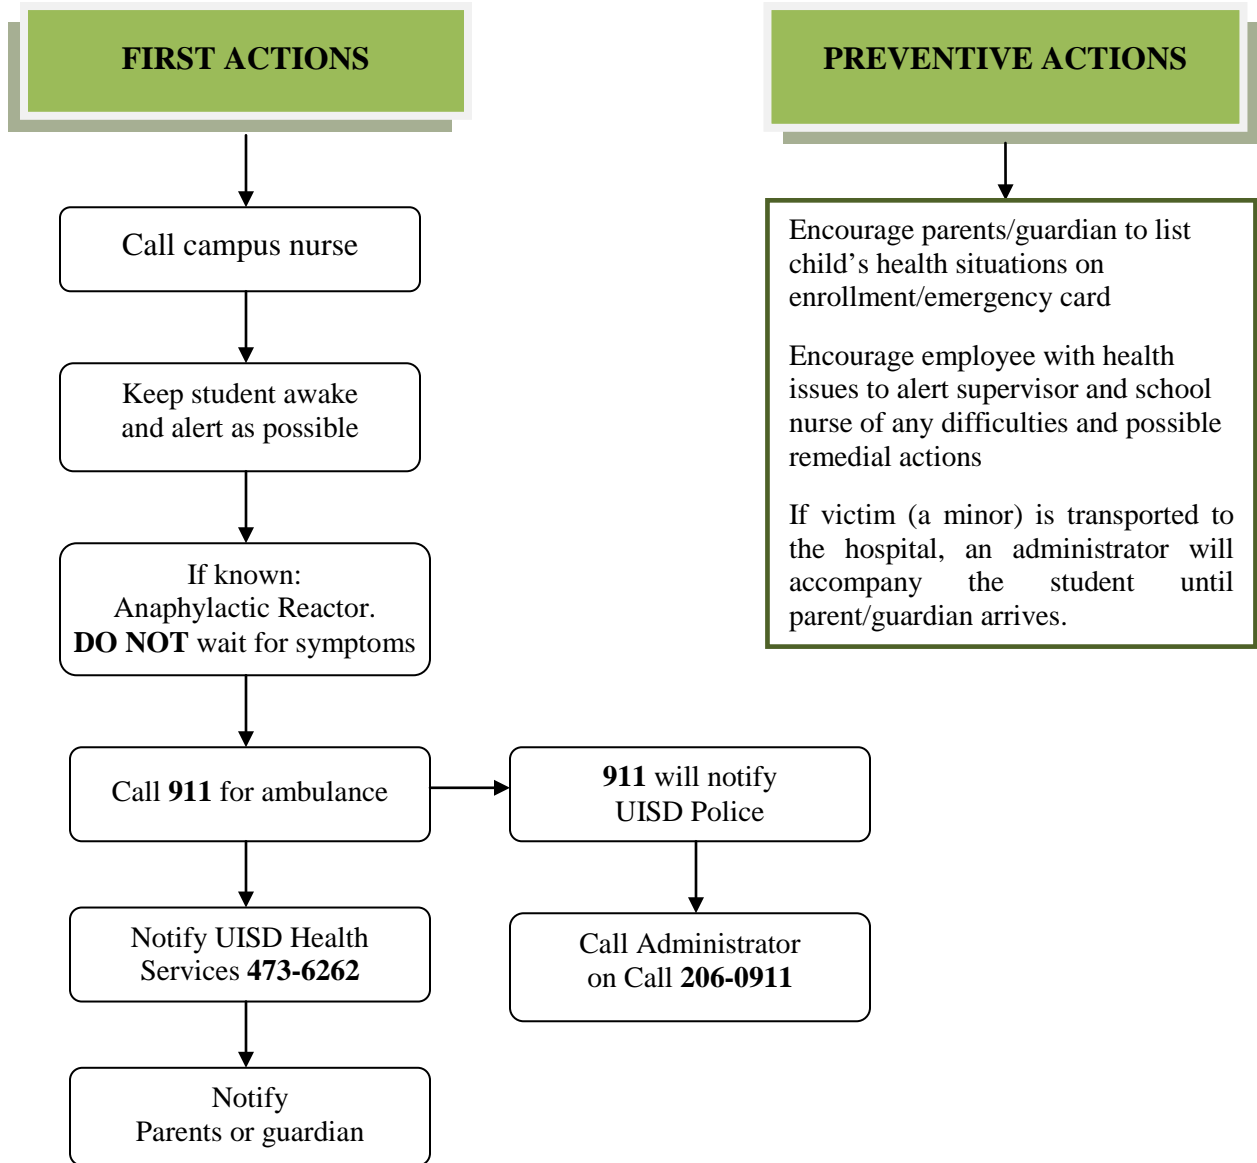 FIRST ACTIONS
Call campus nurse
Keep student awake
and alert as possible
If known:
Anaphylactic Reactor.
DO NOT wait for symptoms
Call 911 for ambulance
911 will notify
UISD Police
Notify UISD Health
Services 473-6262
Call Administrator
on Call 206-0911
Notify
Parents or guardian
PREVENTIVE ACTIONS
Encourage parents/guardian to list
child’s health situations on
enrollment/emergency card
Encourage employee with health
issues to alert supervisor and school
nurse of any difficulties and possible
remedial actions
If victim (a minor) is transported to
the hospital, an administrator will
accompany the student until
parent/guardian arrives.